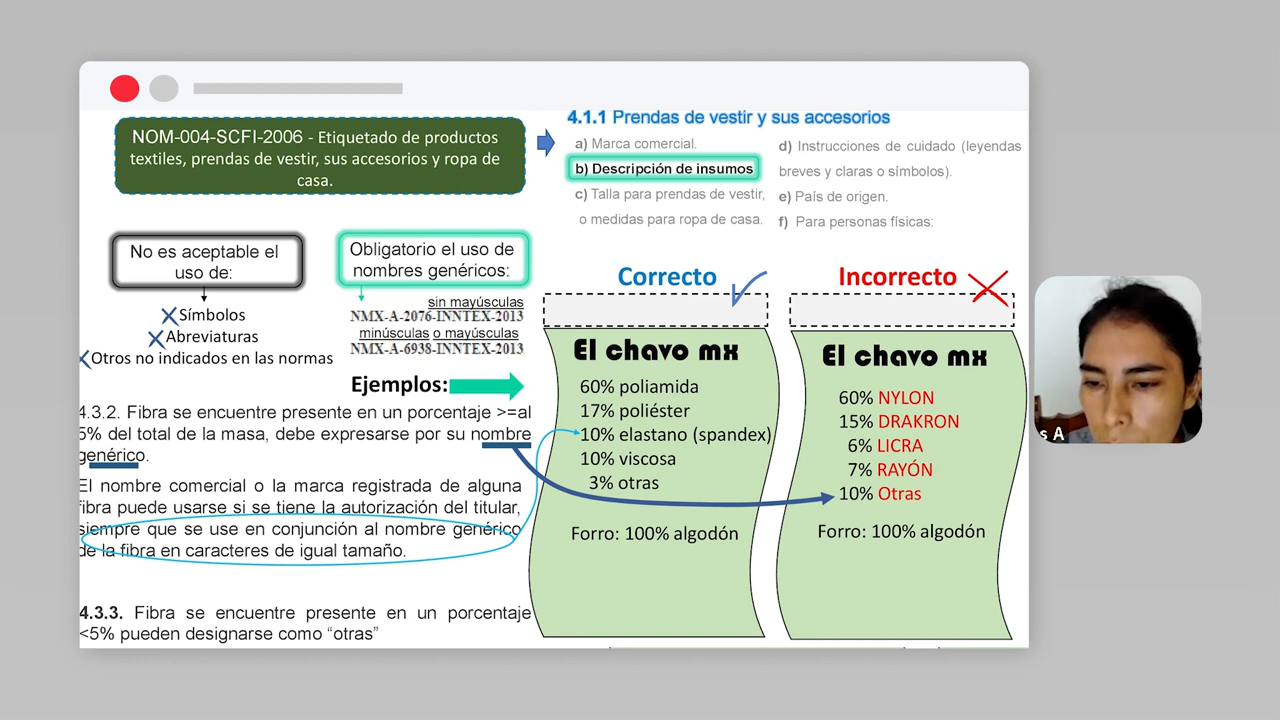 NOM-004-SCFI-2006 - Etiquetado de productos
textiles, prendas de vestir, sus accesorios y ropa de
casa.
4.1.1 Prendas de vestir y sus accesorios
a) Marca comercial.
b) Descripción de insumos
c) Talla para prendas de vestir,
o medidas para ropa de casa.
d) Instrucciones de cuidado (leyendas
breves y claras o símbolos).
e) País de origen.
f) Para personas físicas:
No es aceptable el
uso de:
Símbolos
Abreviaturas
Otros no indicados en las normas
Obligatorio el uso de
nombres genéricos:
sin mayúsculas
NMX-A-2076-INNTEX-2013
minúsculas o mayúsculas
NMX-A-6938-INNTEX-2013
Ejemplos:
4.3.2. Fibra se encuentre presente en un porcentaje >=al
5% del total de la masa, debe expresarse por su nombre
genérico.
El nombre comercial o la marca registrada de alguna
fibra puede usarse si se tiene la autorización del titular,
siempre que se use en conjunción al nombre genérico
de la fibra en caracteres de igual tamaño.
4.3.3. Fibra se encuentre presente en un porcentaje
<5% pueden designarse como “otras”
Correcto
El chavo mx
60% poliamida
17% poliéster
10% elastano (spandex)
10% viscosa
3% otras
Forro: 100% algodón
Incorrecto
El chavo mx
60% NYLON
15% DRAKRON
6% LICRA
7% RAYÓN
10% Otras
Forro: 100% algodón
s A